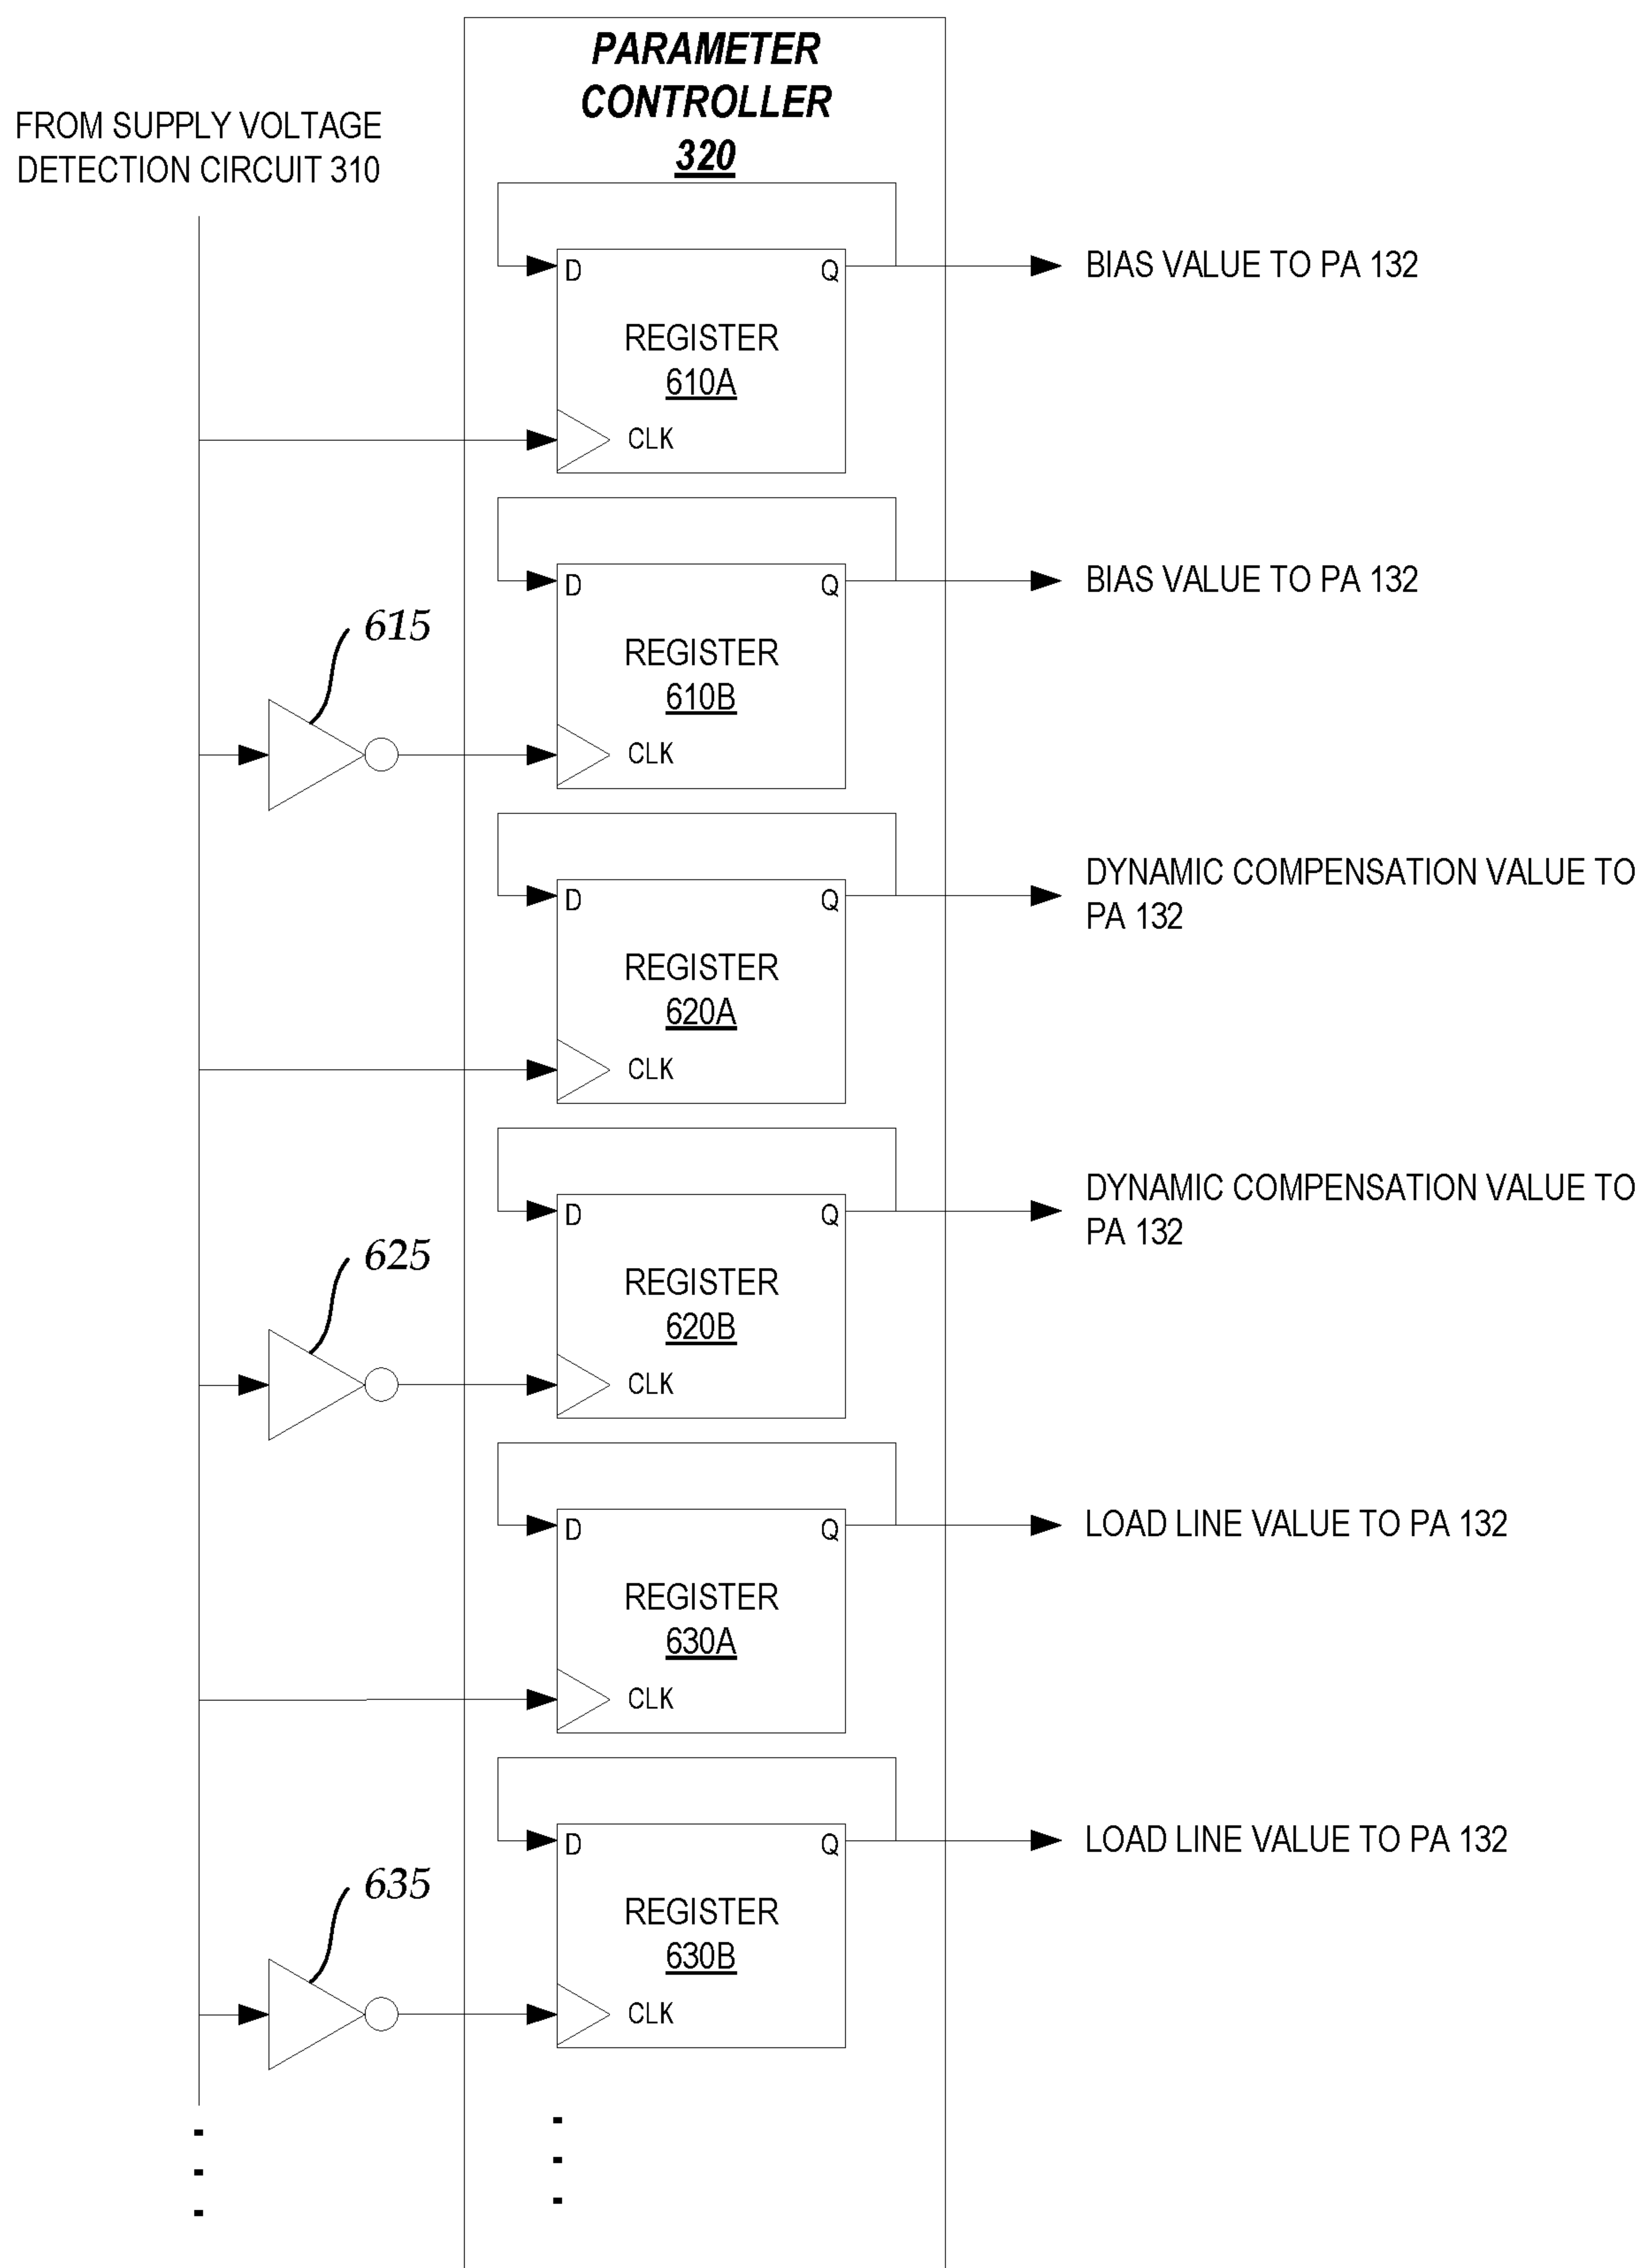 PARAMETER
CONTROLLER
320
FROM SUPPLY VOLTAGE
DETECTION CIRCUIT 310
D
Q
BIAS VALUE TO PA 132
REGISTER
610A
CLK
D
Q
BIAS VALUE TO PA 132
615
REGISTER
610B
CLK
D
Q
DYNAMIC COMPENSATION VALUE TO
PA 132
REGISTER
620A
CLK
D
Q
DYNAMIC COMPENSATION VALUE TO
PA 132
625
REGISTER
620B
CLK
D
Q
LOAD LINE VALUE TO PA 132
REGISTER
630A
CLK
D
Q
LOAD LINE VALUE TO PA 132
635
REGISTER
630B
CLK